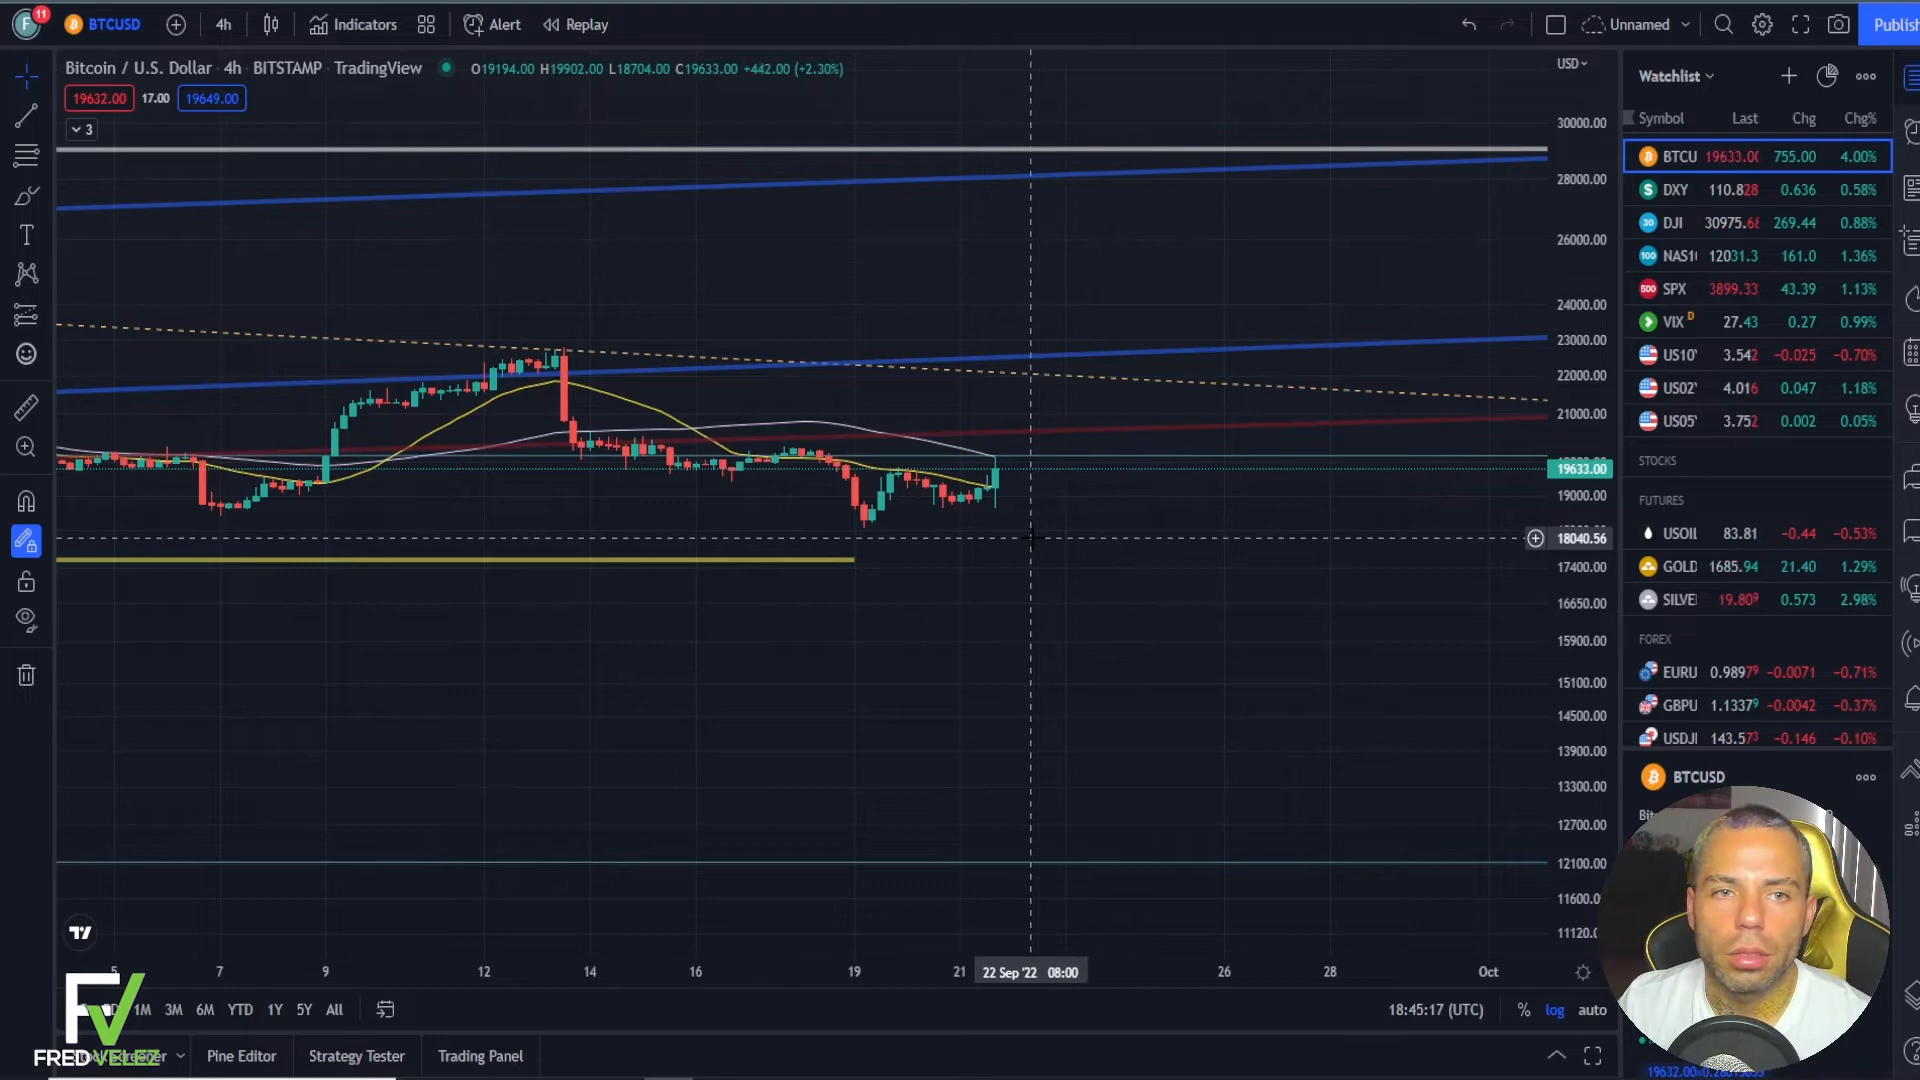 F 11 BTCUSD 4h Indicators Alert Replay Unnamed Publish
Bitcoin / U.S. Dollar · 4h · BITSTAMP · TradingView O19194.00 H19902.00 L18704.00 C19633.00 +442.00 (+2.30%) USD
19632.00 17.00 19649.00
3
30000.00
28000.00
26000.00
24000.00
23000.00
22000.00
21000.00
19633.00
19000.00
18040.56
17400.00
16650.00
15900.00
15100.00
14500.00
13900.00
13300.00
12700.00
12100.00
11600.0
11120.
5 7 9 12 14 16 19 21 22 Sep '22 08:00 26 28 Oct
1M 3M 6M YTD 1Y 5Y All 18:45:17 (UTC) % log auto
Pine Editor Strategy Tester Trading Panel
FV
FRED VELEZ
Watchlist
Symbol Last Chg Chg%
BTCU 19633.00 755.00 4.00%
DXY 110.828 0.636 0.58%
DJI 30975.68 269.44 0.88%
NAS1 12031.3 161.0 1.36%
SPX 3899.33 43.39 1.13%
VIX D 27.43 0.27 0.99%
US10Y 3.542 -0.025 -0.70%
US02Y 4.016 0.047 1.18%
US05Y 3.752 0.002 0.05%
STOCKS
FUTURES
USOIL 83.81 -0.44 -0.53%
GOLD 1685.94 21.40 1.29%
SILVE 19.809 0.573 2.98%
FOREX
EURU 0.98979 -0.0071 -0.71%
GBPU 1.13379 -0.0042 -0.37%
USDJ 143.573 -0.146 -0.10%
BTCUSD